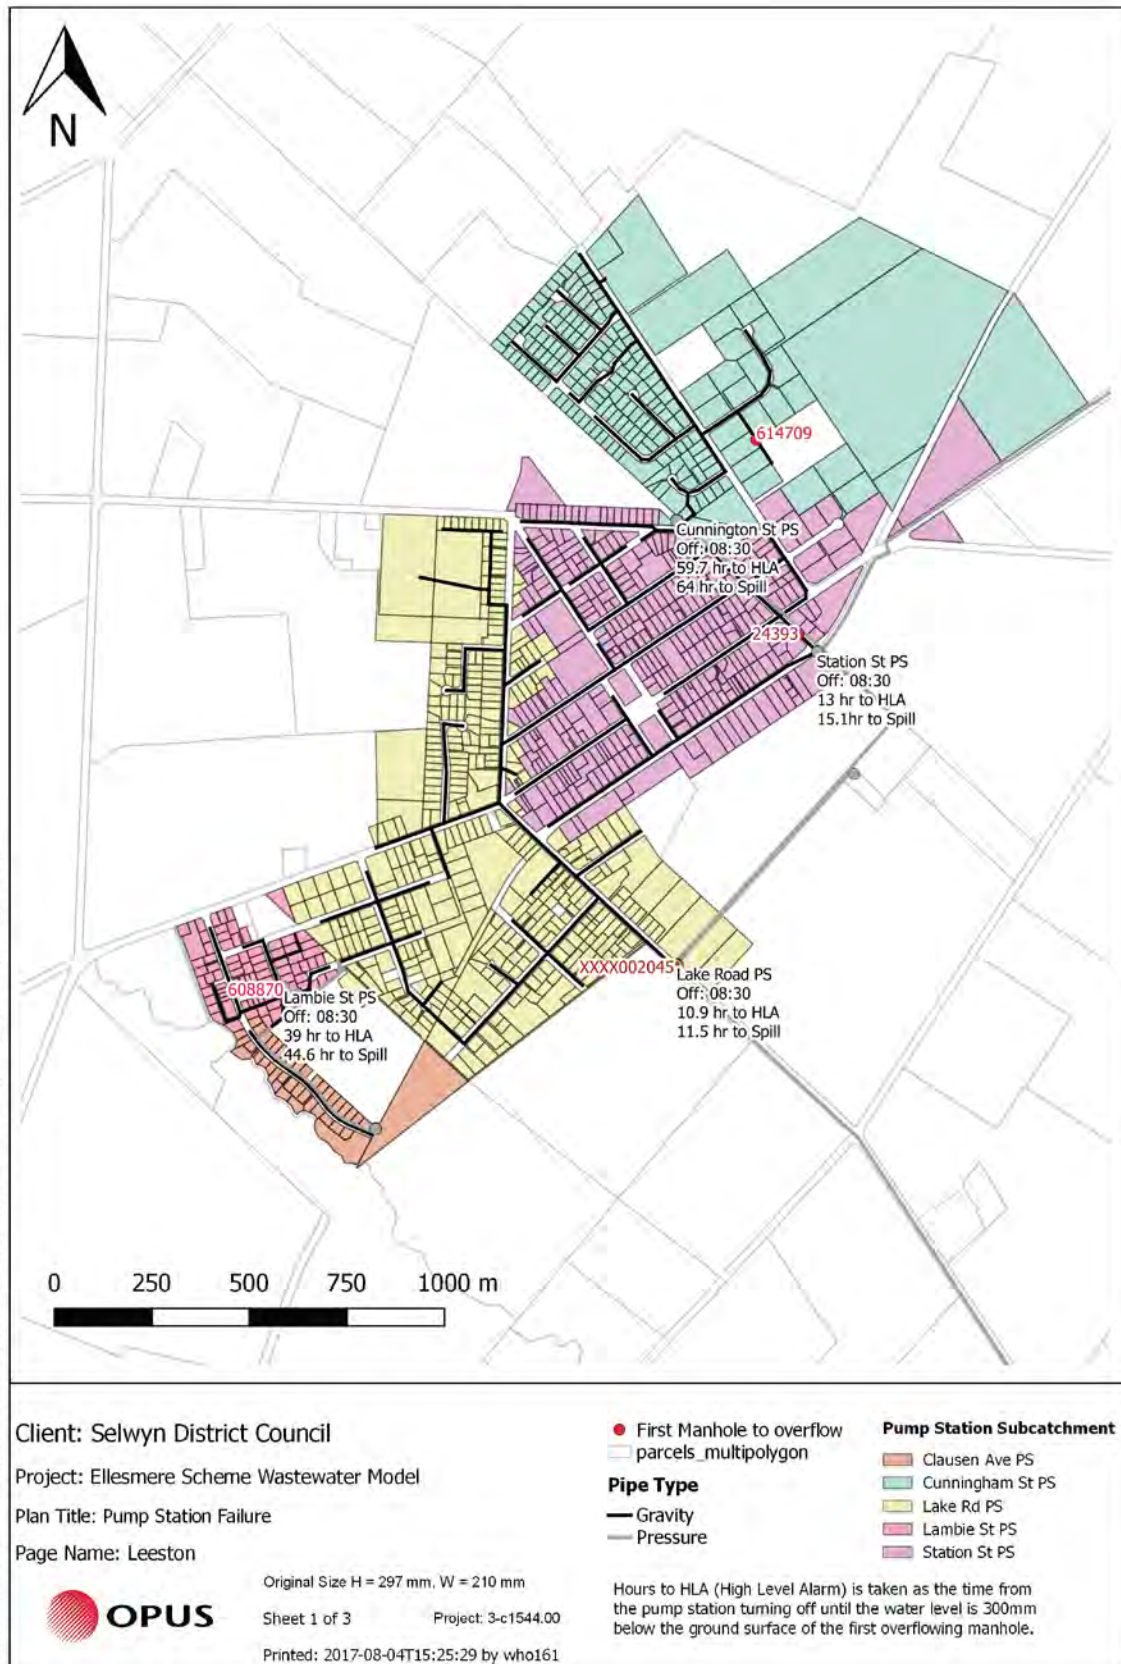 N
614709
Cunnington St PS
Off: 08:30
59.7 hr to HLA
64 hr to Spill
24393
Station St PS
Off: 08:30
13 hr to HLA
15.1hr to Spill
XXXX002045
Lake Road PS
Off: 08:30
10.9 hr to HLA
11.5 hr to Spill
608870
Lambie St PS
Off: 08:30
39 hr to HLA
44.6 hr to Spill
0 250 500 750 1000 m
Client: Selwyn District Council
Project: Ellesmere Scheme Wastewater Model
Plan Title: Pump Station Failure
Page Name: Leeston
OPUS
Original Size H = 297 mm, W = 210 mm
Sheet 1 of 3 Project: 3-c1544.00
Printed: 2017-08-04T15:25:29 by who161
First Manhole to overflow
parcels_multipolygon
Pipe Type
Gravity
Pressure
Pump Station Subcatchment
Clausen Ave PS
Cunningham St PS
Lake Rd PS
Lambie St PS
Station St PS
Hours to HLA (High Level Alarm) is taken as the time from
the pump station turning off until the water level is 300mm
below the ground surface of the first overflowing manhole.